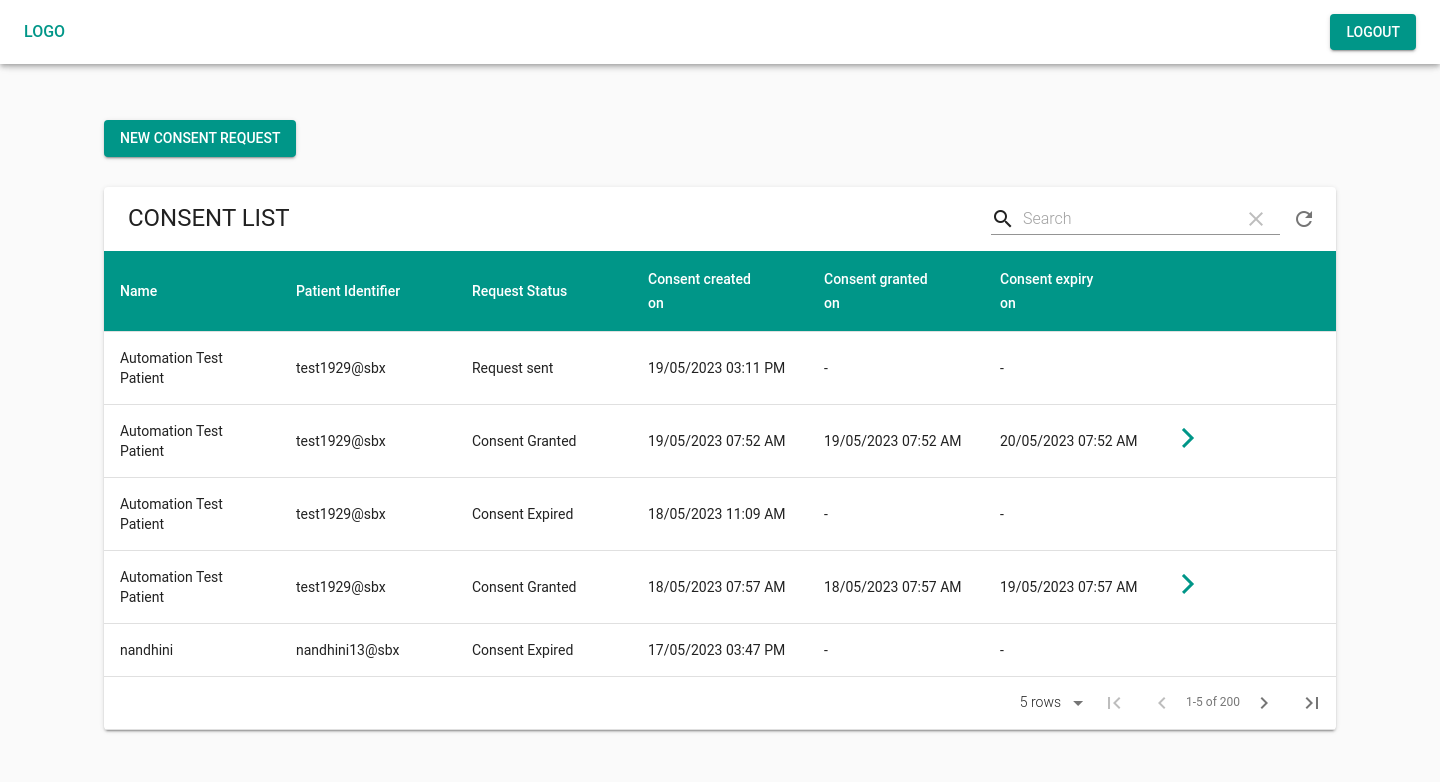 LOGO
LOGOUT
NEW CONSENT REQUEST
CONSENT LIST
Search
Name
Patient Identifier
Request Status
Consent created
on
Consent granted
on
Consent expiry
on
Automation Test
Patient
test1929@sbx
Request sent
19/05/2023 03:11 PM
-
-
Automation Test
Patient
test1929@sbx
Consent Granted
19/05/2023 07:52 AM
19/05/2023 07:52 AM
20/05/2023 07:52 AM
Automation Test
Patient
test1929@sbx
Consent Expired
18/05/2023 11:09 AM
-
-
Automation Test
Patient
test1929@sbx
Consent Granted
18/05/2023 07:57 AM
18/05/2023 07:57 AM
19/05/2023 07:57 AM
nandhini
nandhini13@sbx
Consent Expired
17/05/2023 03:47 PM
-
-
5 rows
1-5 of 200